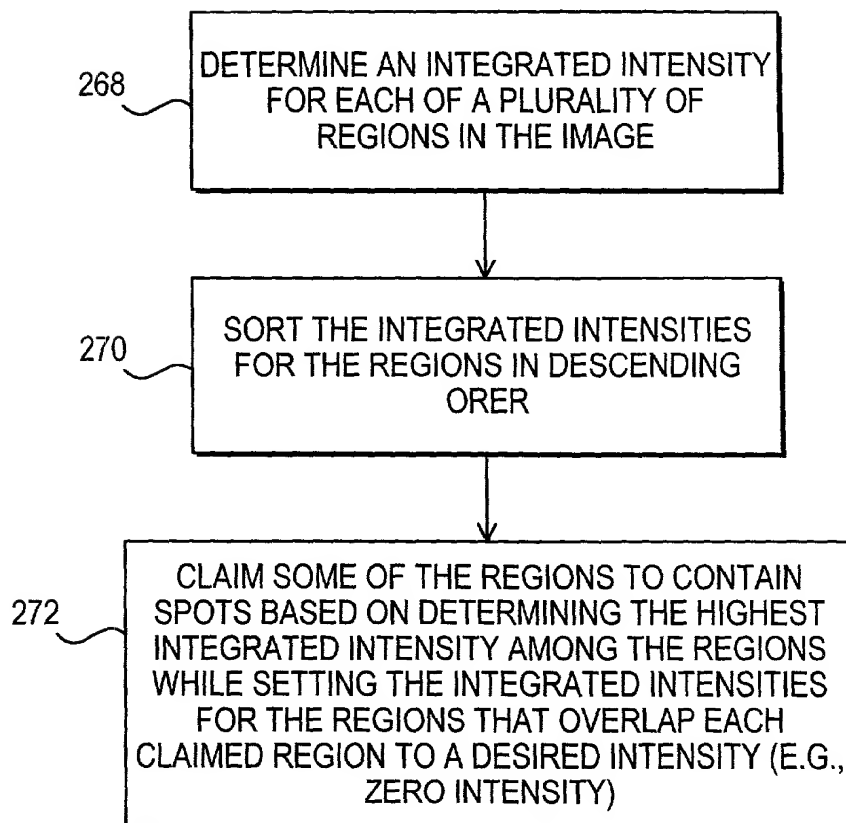 268
DETERMINE AN INTEGRATED INTENSITY
FOR EACH OF A PLURALITY OF
REGIONS IN THE IMAGE
270
SORT THE INTEGRATED INTENSITIES
FOR THE REGIONS IN DESCENDING
ORER
272
CLAIM SOME OF THE REGIONS TO CONTAIN
SPOTS BASED ON DETERMINING THE HIGHEST
INTEGRATED INTENSITY AMONG THE REGIONS
WHILE SETTING THE INTEGRATED INTENSITIES
FOR THE REGIONS THAT OVERLAP EACH
CLAIMED REGION TO A DESIRED INTENSITY (E.G.,
ZERO INTENSITY)